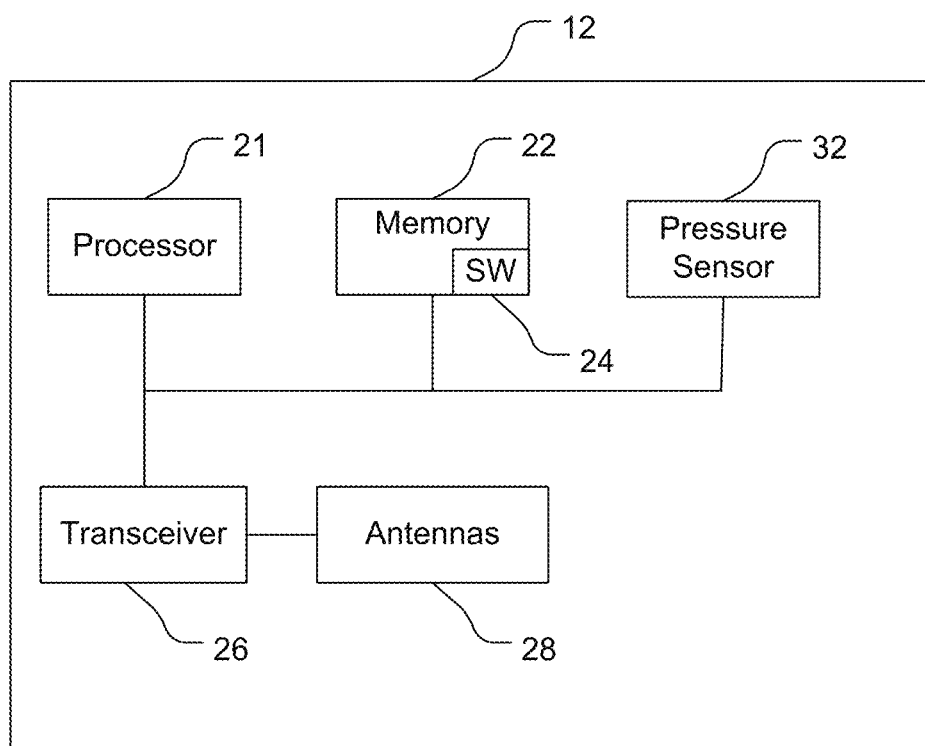 12
21
22
32
Processor
Memory
SW
Pressure
Sensor
24
Transceiver
Antennas
26
28